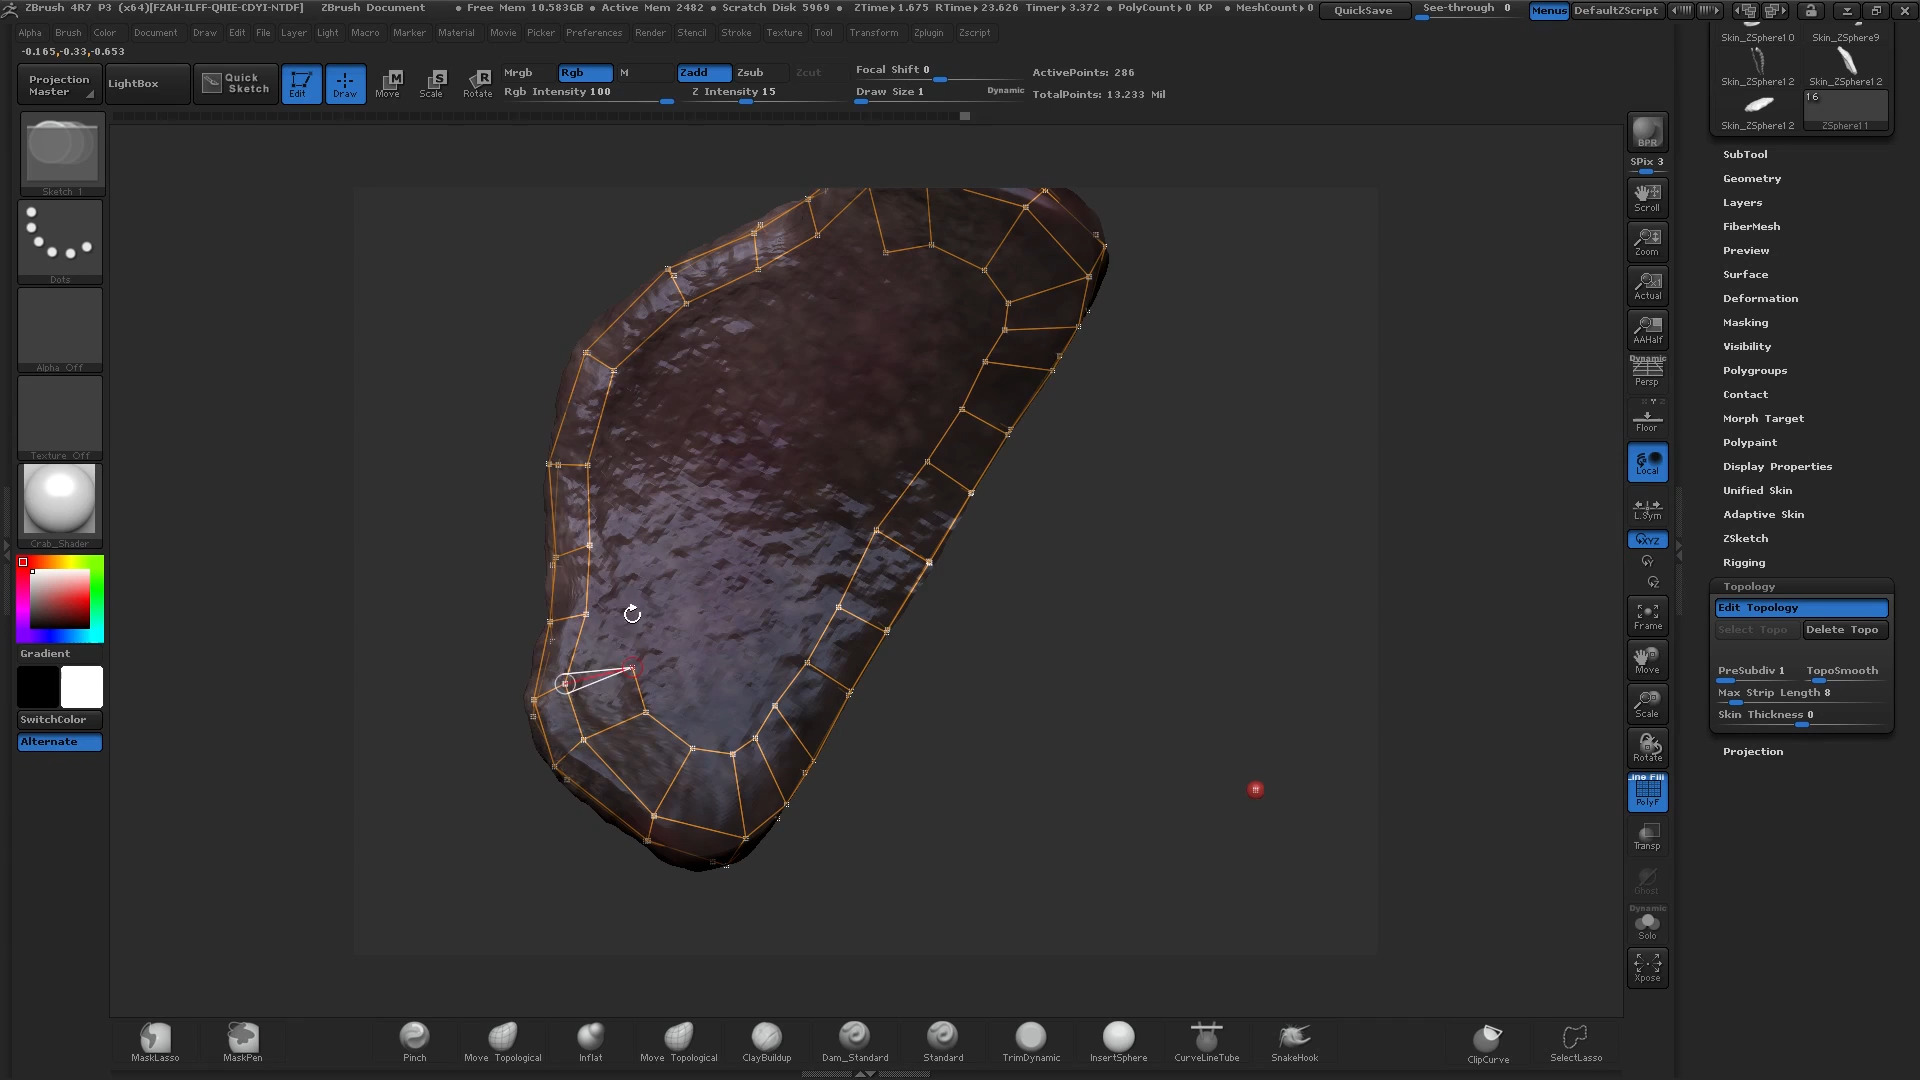 ZBrush 4R7 P3 (x64)[FZAH-ILFF-QHIE-CDYI-NTDF] ZBrush Document • Free Mem 10.583GB • Active Mem 2482 • Scratch Disk 5969 • ZTime▸1.675 RTime▸23.626 Timer▸3.372 • PolyCount▸0 KP • MeshCount▸0 QuickSave See-through 0 Menus DefaultZScript
Alpha Brush Color Document Draw Edit File Layer Light Macro Marker Material Movie Picker Preferences Render Stencil Stroke Texture Tool Transform Zplugin Zscript
-0.165,-0.33,-0.653
Projection Master
LightBox
Quick Sketch
Edit
Draw
Move
Scale
Rotate
Mrgb Rgb M
Rgb Intensity 100
Zadd Zsub Zcut
Z Intensity 15
Focal Shift 0
Draw Size 1
Dynamic
ActivePoints: 286
TotalPoints: 13.233 Mil
Sketch 1
Dots
Alpha Off
Texture Off
Crab_Shader
Gradient
SwitchColor
Alternate
BPR
SPix 3
Scroll
Zoom
Actual
AAHalf
Dynamic
Persp
Floor
Local
L.Sym
XYZ
Y
Z
Frame
Move
Scale
Rotate
Line Fill
PolyF
Transp
Ghost
Dynamic
Solo
Xpose
Skin_ZSphere10 Skin_ZSphere9
Skin_ZSphere12 Skin_ZSphere12
16
Skin_ZSphere12 ZSphere11
SubTool
Geometry
Layers
FiberMesh
Preview
Surface
Deformation
Masking
Visibility
Polygroups
Contact
Morph Target
Polypaint
Display Properties
Unified Skin
Adaptive Skin
ZSketch
Rigging
Topology
Edit Topology
Select Topo Delete Topo
PreSubdiv 1 TopoSmooth
Max Strip Length 8
Skin Thickness 0
Projection
MaskLasso MaskPen Pinch Move Topological Inflat Move Topological ClayBuildup Dam_Standard Standard TrimDynamic InsertSphere CurveLineTube SnakeHook ClipCurve SelectLasso